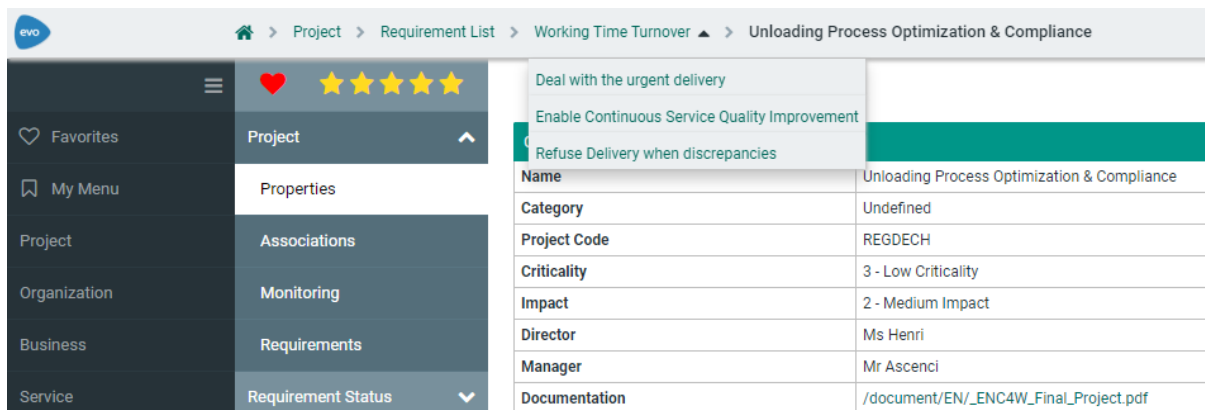 evo
Project > Requirement List > Working Time Turnover > Unloading Process Optimization & Compliance
Deal with the urgent delivery
Enable Continuous Service Quality Improvement
Refuse Delivery when discrepancies
Favorites
My Menu
Project
Organization
Business
Service
Project
Properties
Associations
Monitoring
Requirements
Requirement Status
Name Unloading Process Optimization & Compliance
Category Undefined
Project Code REGDECH
Criticality 3 - Low Criticality
Impact 2 - Medium Impact
Director Ms Henri
Manager Mr Ascenci
Documentation /document/EN/_ENC4W_Final_Project.pdf